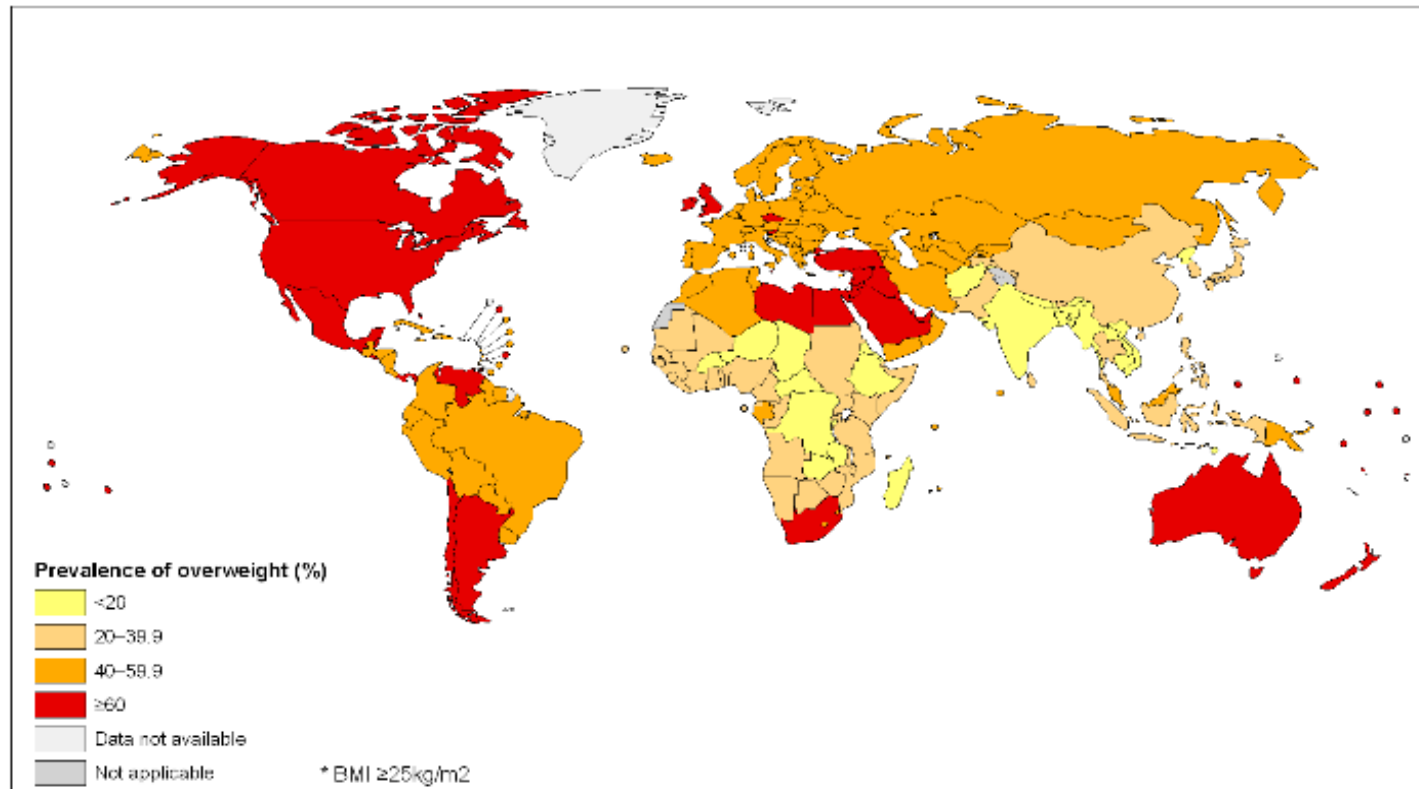 Prevalence of overweight (%)
<20
20–39.9
40–59.9
≥60
Data not available
Not applicable
* BMI ≥25kg/m2